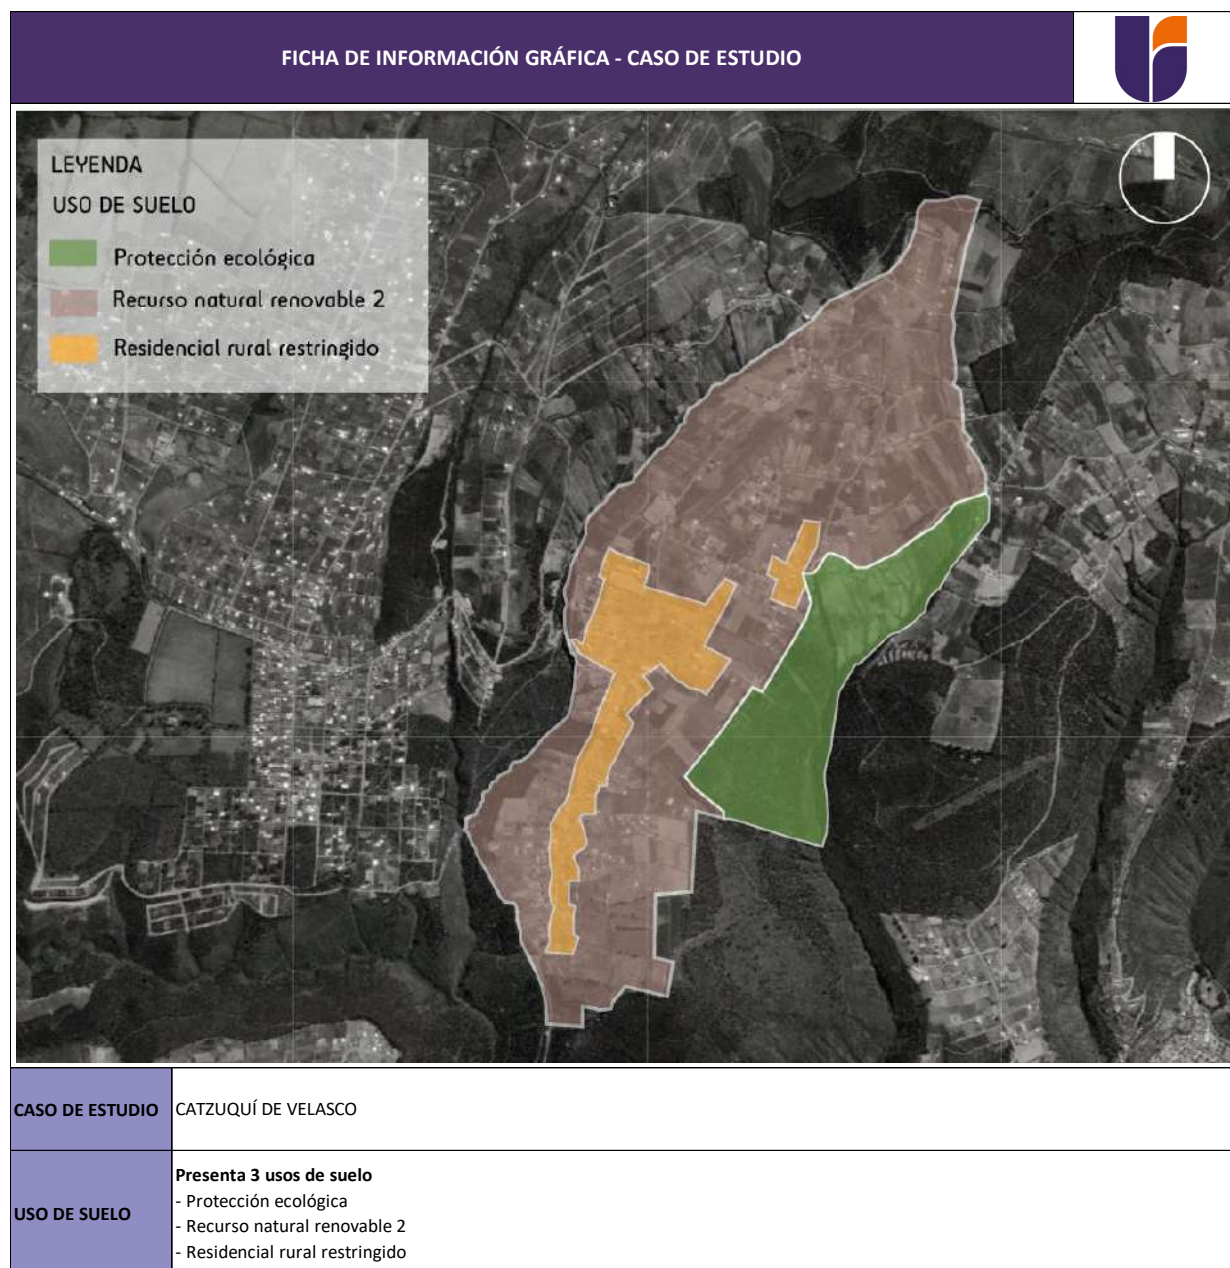 FICHA DE INFORMACIÓN GRÁFICA - CASO DE ESTUDIO
LEYENDA
USO DE SUELO
Protección ecológica
Recurso natural renovable 2
Residencial rural restringido
CASO DE ESTUDIO
CATZUQUÍ DE VELASCO
USO DE SUELO
Presenta 3 usos de suelo
- Protección ecológica
- Recurso natural renovable 2
- Residencial rural restringido